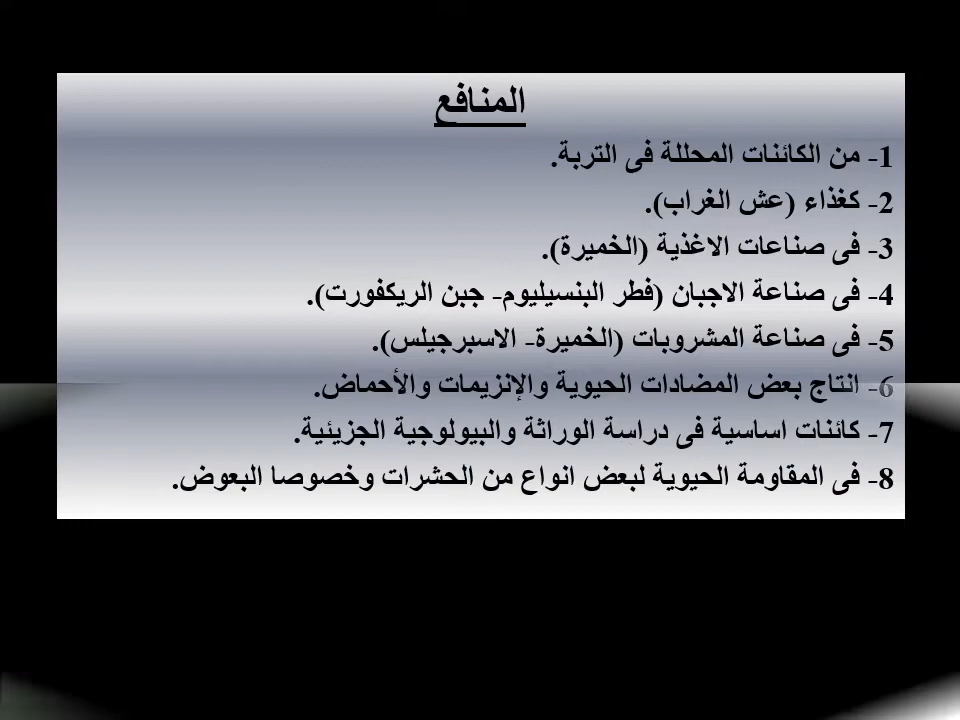 المنافع
1- من الكائنات المحللة فى التربة.
2- كغذاء (عش الغراب).
3- فى صناعات الاغذية (الخميرة).
4- فى صناعة الاجبان (فطر البنسيليوم- جبن الريكفورت).
5- فى صناعة المشروبات (الخميرة- الاسبرجيلس).
6- انتاج بعض المضادات الحيوية والإنزيمات والأحماض.
7- كائنات اساسية فى دراسة الوراثة والبيولوجية الجزيئية.
8- فى المقاومة الحيوية لبعض انواع من الحشرات وخصوصا البعوض.